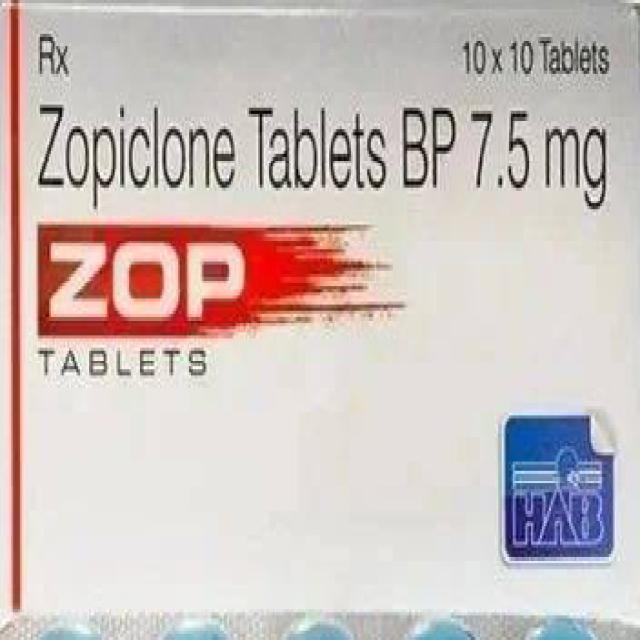 Rx
10 x 10 Tablets
Zopiclone Tablets BP 7.5 mg
ZOP
TABLETS
HAB